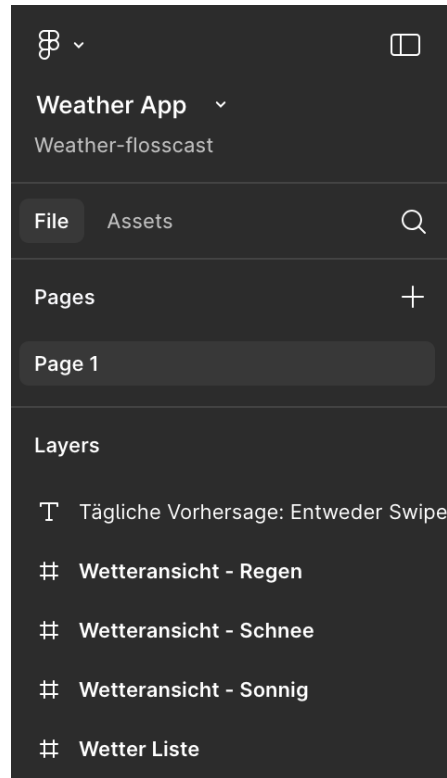 Weather App
Weather-flosscast
File Assets
Pages
Page 1
Layers
Tägliche Vorhersage: Entweder Swipe
Wetteransicht - Regen
Wetteransicht - Schnee
Wetteransicht - Sonnig
Wetter Liste